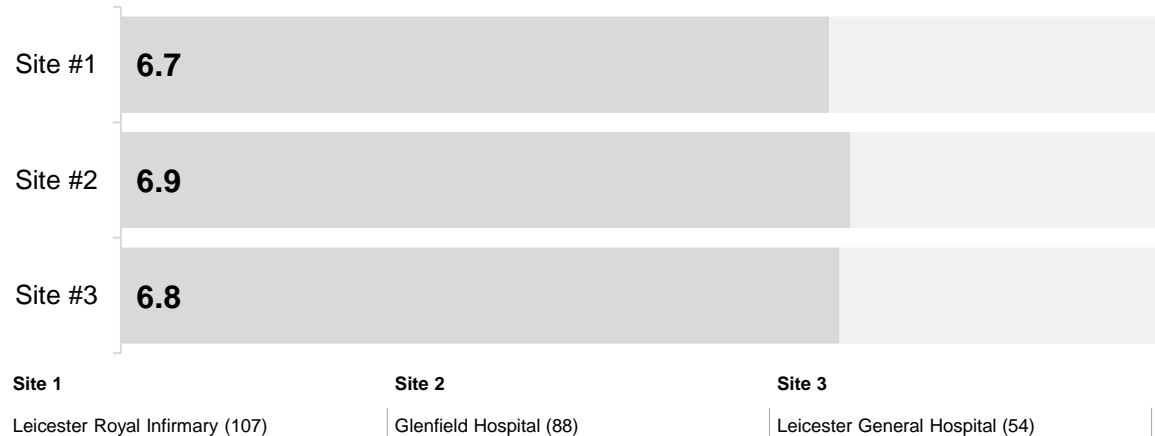 Site #1 6.7
Site #2 6.9
Site #3 6.8
Site 1 Site 2 Site 3
Leicester Royal Infirmary (107) Glenfield Hospital (88) Leicester General Hospital (54)